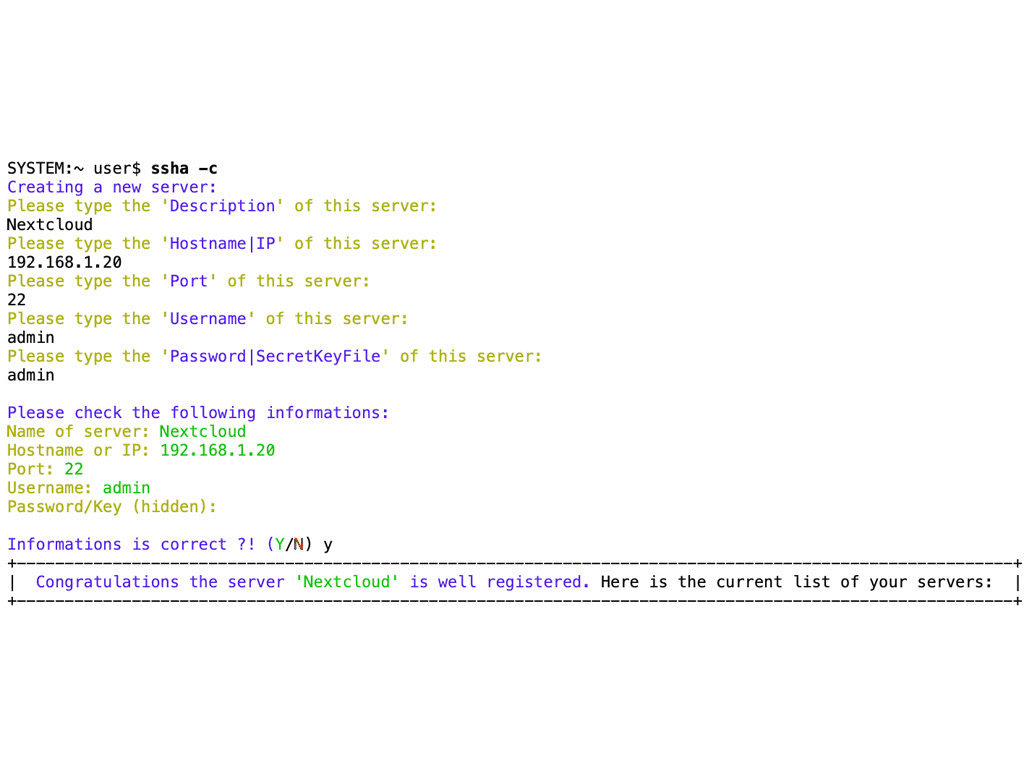 SYSTEM:~ user$ ssha -c
Creating a new server:
Please type the 'Description' of this server:
Nextcloud
Please type the 'Hostname|IP' of this server:
192.168.1.20
Please type the 'Port' of this server:
22
Please type the 'Username' of this server:
admin
Please type the 'Password|SecretKeyFile' of this server:
admin
Please check the following informations:
Name of server: Nextcloud
Hostname or IP: 192.168.1.20
Port: 22
Username: admin
Password/Key (hidden):
Informations is correct ?! (Y/N) y
| Congratulations the server 'Nextcloud' is well registered. Here is the current list of your servers: |